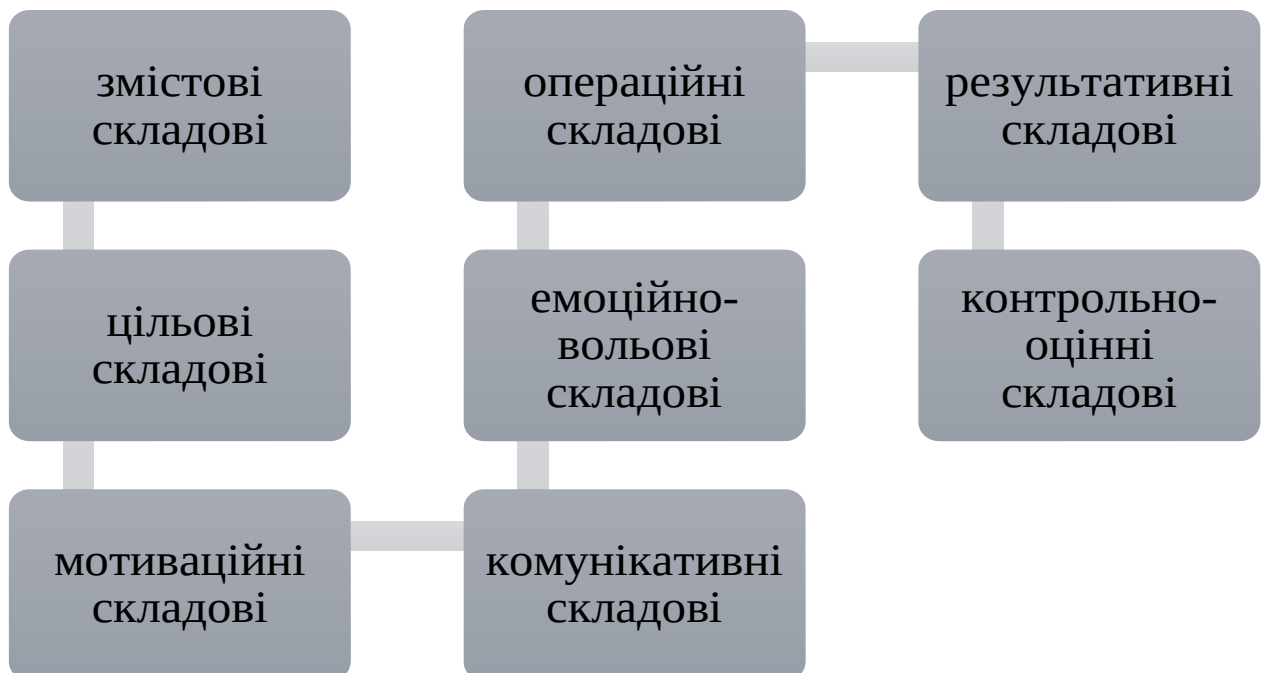 змістові
складові
цільові
складові
мотиваційні
складові
комунікативні
складові
емоційно-
вольові
складові
операційні
складові
результативні
складові
контрольно-
оцінні
складові